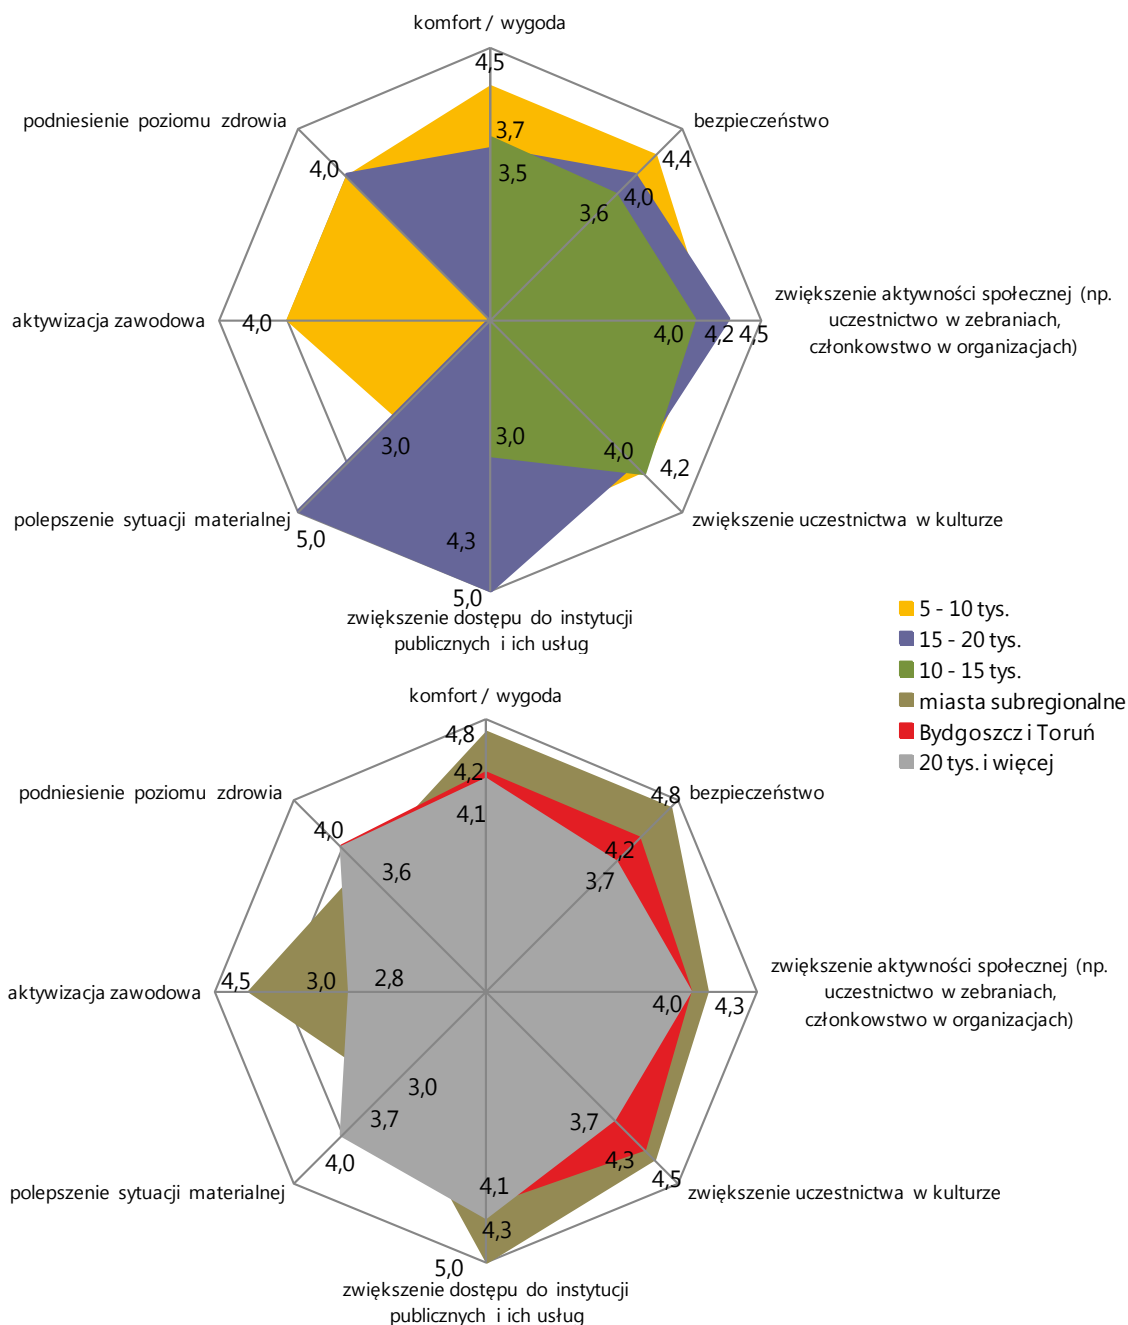 komfort / wygoda
4,5
podniesienie poziomu zdrowia
bezpieczeństwo
3,7
4,4
4,0
3,5
4,0
3,6
zwiększenie aktywności społecznej (np.
uczestnictwo w zebraniach,
członkowstwo w organizacjach)
aktywizacja zawodowa
4,0
4,0
4,2
4,5
3,0
3,0
4,0
4,2
polepszenie sytuacji materialnej
zwiększenie uczestnictwa w kulturze
5,0
4,3
5,0
zwiększenie dostępu do instytucji
publicznych i ich usług
5 - 10 tys.
15 - 20 tys.
10 - 15 tys.
miasta subregionalne
Bydgoszcz i Toruń
20 tys. i więcej
komfort / wygoda
4,8
4,2
4,1
podniesienie poziomu zdrowia
bezpieczeństwo
4,8
4,0
4,2
3,6
3,7
zwiększenie aktywności społecznej (np.
uczestnictwo w zebraniach,
członkowstwo w organizacjach)
aktywizacja zawodowa
4,5
3,0
2,8
4,0
4,3
3,0
3,7
3,7
4,0
4,3
4,5
polepszenie sytuacji materialnej
zwiększenie uczestnictwa w kulturze
4,1
4,3
5,0
zwiększenie dostępu do instytucji
publicznych i ich usług